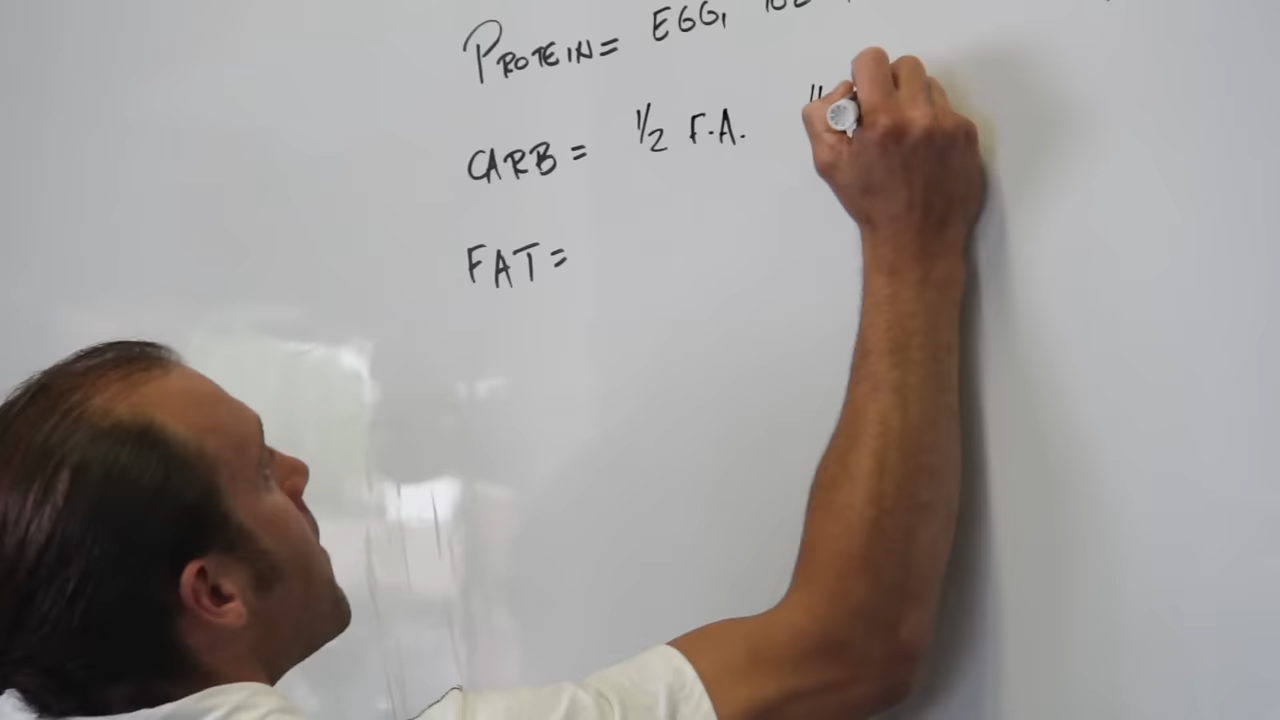 PROTEIN= EGG,
CARB= 1/2 F.A.
FAT=